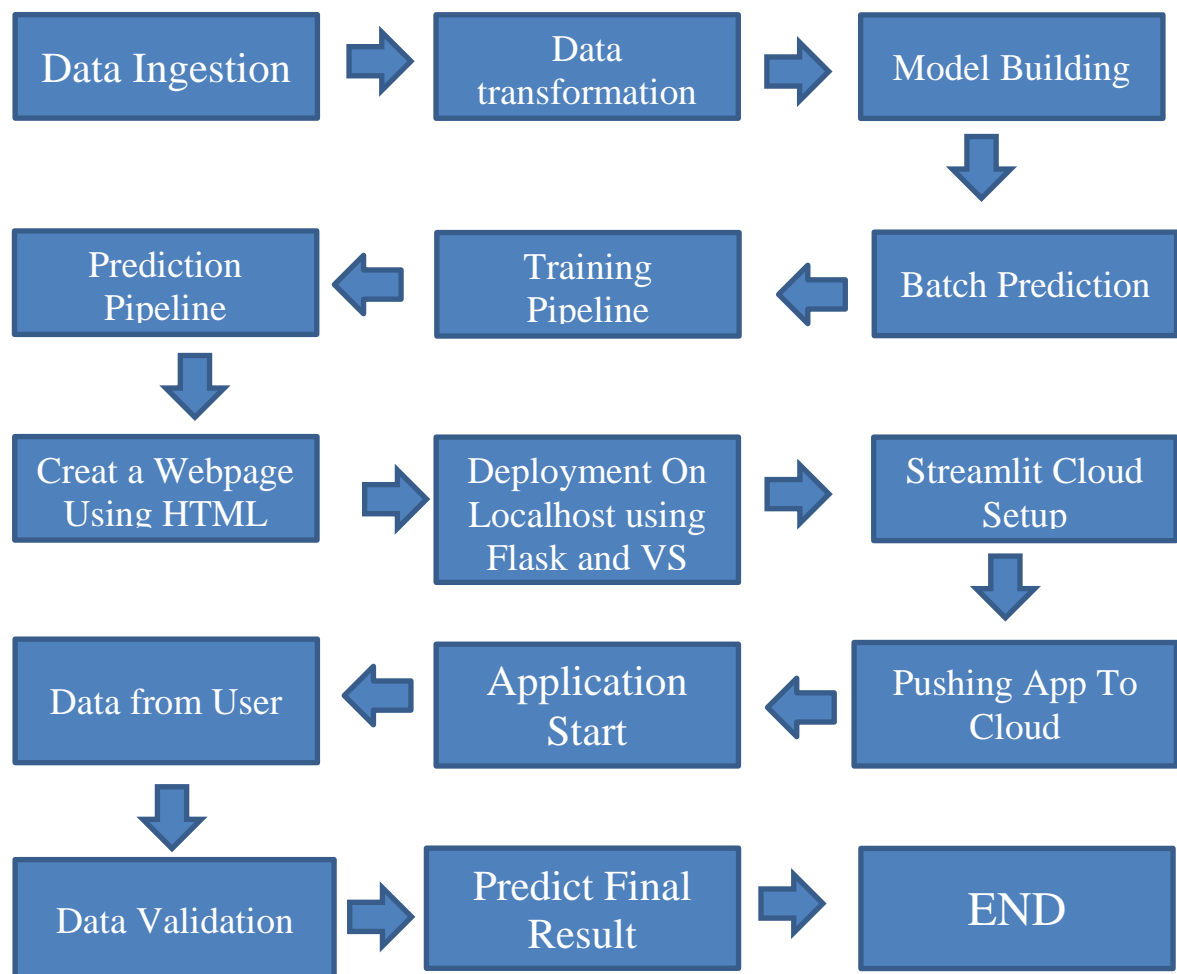 Data Ingestion
Data
transformation
Model Building
Prediction
Pipeline
Training
Pipeline
Batch Prediction
Creat a Webpage
Using HTML
Deployment On
Localhost using
Flask and VS
Streamlit Cloud
Setup
Data from User
Application
Start
Pushing App To
Cloud
Data Validation
Predict Final
Result
END